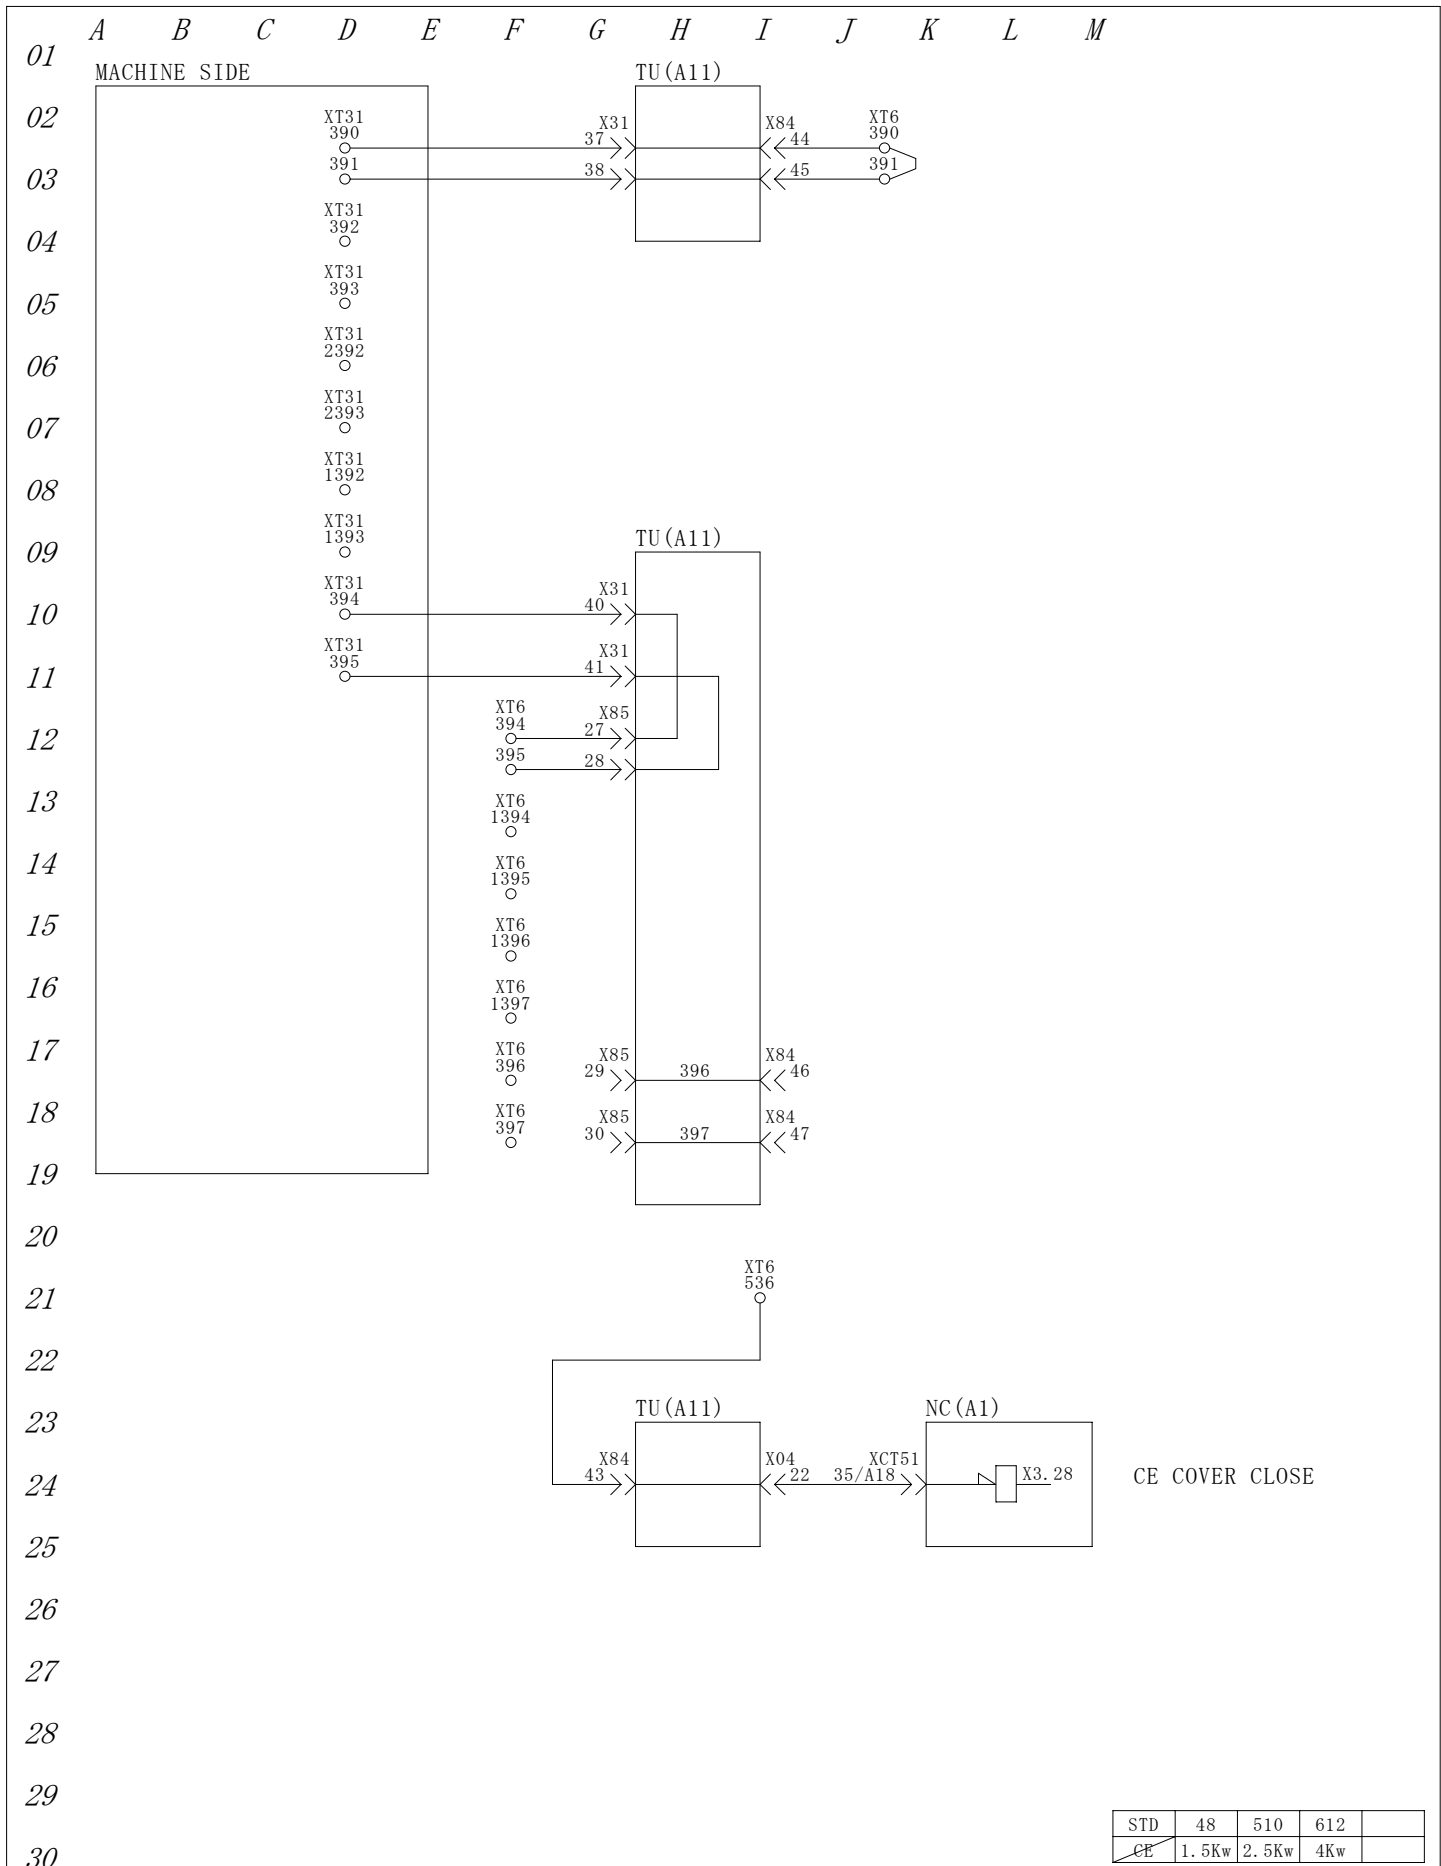 A B C D E F G H I J K L M
01
MACHINE SIDE TU(A11)
02
XT31 X31 X84 XT6
390 37 44 390
391 38 45 391
03
XT31
392
04
XT31
393
05
XT31
2392
06
XT31
2393
07
XT31
1392
08
XT31
1393
TU(A11)
09
XT31 X31
394 40
10
XT31 X31
395 41
11
XT6 X85
394 27
12
395 28
13
XT6
1394
14
XT6
1395
15
XT6
1396
16
XT6
1397
17
XT6 X85 X84
396 29 396 46
18
XT6 X85 X84
397 30 397 47
19
20
XT6
536
21
22
TU(A11) NC(A1)
23
X84 X04 XCT51
43 22 35/A18 X3.28 CE COVER CLOSE
24
25
26
27
28
29
STD 48 510 612
CE 1.5Kw 2.5Kw 4Kw
30